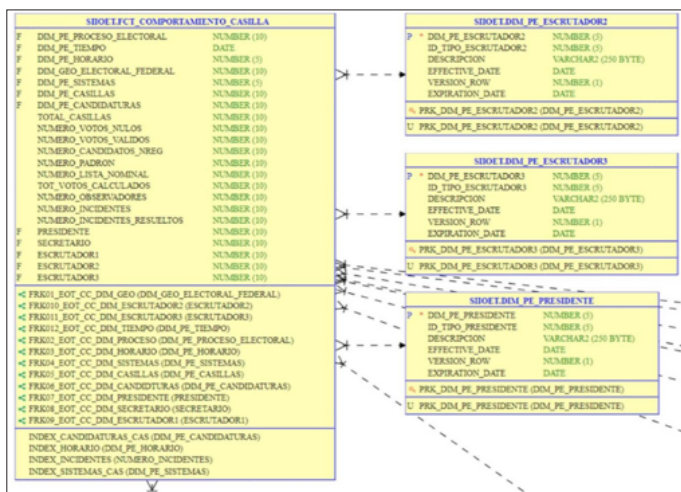 SIIOET.FCT_COMPORTAMIENTO_CASILLA
F DIM_PE_PROCESO_ELECTORAL NUMBER (10)
F DIM_PE_TIEMPO DATE
F DIM_PE_HORARIO NUMBER (5)
F DIM_GEO_ELECTORAL_FEDERAL NUMBER (10)
F DIM_PE_SISTEMAS NUMBER (5)
F DIM_PE_CASILLAS NUMBER (10)
F DIM_PE_CANDIDATURAS NUMBER (10)
TOTAL_CASILLAS NUMBER (10)
NUMERO_VOTOS_NULOS NUMBER (10)
NUMERO_VOTOS_VALIDOS NUMBER (10)
NUMERO_CANDIDATOS_NREG NUMBER (10)
NUMERO_PADRON NUMBER (10)
NUMERO_LISTA_NOMINAL NUMBER (10)
TOT_VOTOS_CALCULADOS NUMBER (10)
NUMERO_OBSERVADORES NUMBER (10)
NUMERO_INCIDENTES NUMBER (10)
NUMERO_INCIDENTES_RESUELTOS NUMBER (10)
F PRESIDENTE NUMBER (10)
F SECRETARIO NUMBER (10)
F ESCRUTADOR1 NUMBER (10)
F ESCRUTADOR2 NUMBER (10)
F ESCRUTADOR3 NUMBER (10)
FRK01_EOT_CC_DIM_GEO (DIM_GEO_ELECTORAL_FEDERAL)
FRK010_EOT_CC_DIM_ESCRUTADOR2 (ESCRUTADOR2)
FRK011_EOT_CC_DIM_ESCRUTADOR3 (ESCRUTADOR3)
FRK012_EOT_CC_DIM_TIEMPO (DIM_PE_TIEMPO)
FRK02_EOT_CC_DIM_PROCESO (DIM_PE_PROCESO_ELECTORAL)
FRK03_EOT_CC_DIM_HORARIO (DIM_PE_HORARIO)
FRK04_EOT_CC_DIM_SISTEMAS (DIM_PE_SISTEMAS)
FRK05_EOT_CC_DIM_CASILLAS (DIM_PE_CASILLAS)
FRK06_EOT_CC_DIM_CANDIDTURAS (DIM_PE_CANDIDATURAS)
FRK07_EOT_CC_DIM_PRESIDENTE (PRESIDENTE)
FRK08_EOT_CC_DIM_SECRETARIO (SECRETARIO)
FRK09_EOT_CC_DIM_ESCRUTADOR1 (ESCRUTADOR1)
INDEX_CANDIDATURAS_CAS (DIM_PE_CANDIDATURAS)
INDEX_HORARIO (DIM_PE_HORARIO)
INDEX_INCIDENTES (NUMERO_INCIDENTES)
INDEX_SISTEMAS_CAS (DIM_PE_SISTEMAS)
SIIOET.DIM_PE_ESCRUTADOR2
P * DIM_PE_ESCRUTADOR2 NUMBER (5)
ID_TIPO_ESCRUTADOR2 NUMBER (5)
DESCRIPCION VARCHAR2 (250 BYTE)
EFFECTIVE_DATE DATE
VERSION_ROW NUMBER (1)
EXPIRATION_DATE DATE
PRK_DIM_PE_ESCRUTADOR2 (DIM_PE_ESCRUTADOR2)
U PRK_DIM_PE_ESCRUTADOR2 (DIM_PE_ESCRUTADOR2)
SIIOET.DIM_PE_ESCRUTADOR3
P * DIM_PE_ESCRUTADOR3 NUMBER (5)
ID_TIPO_ESCRUTADOR3 NUMBER (5)
DESCRIPCION VARCHAR2 (250 BYTE)
EFFECTIVE_DATE DATE
VERSION_ROW NUMBER (1)
EXPIRATION_DATE DATE
PRK_DIM_PE_ESCRUTADOR3 (DIM_PE_ESCRUTADOR3)
U PRK_DIM_PE_ESCRUTADOR3 (DIM_PE_ESCRUTADOR3)
SIIOET.DIM_PE_PRESIDENTE
P * DIM_PE_PRESIDENTE NUMBER (5)
ID_TIPO_PRESIDENTE NUMBER (5)
DESCRIPCION VARCHAR2 (250 BYTE)
EFFECTIVE_DATE DATE
VERSION_ROW NUMBER (1)
EXPIRATION_DATE DATE
PRK_DIM_PE_PRESIDENTE (DIM_PE_PRESIDENTE)
U PRK_DIM_PE_PRESIDENTE (DIM_PE_PRESIDENTE)